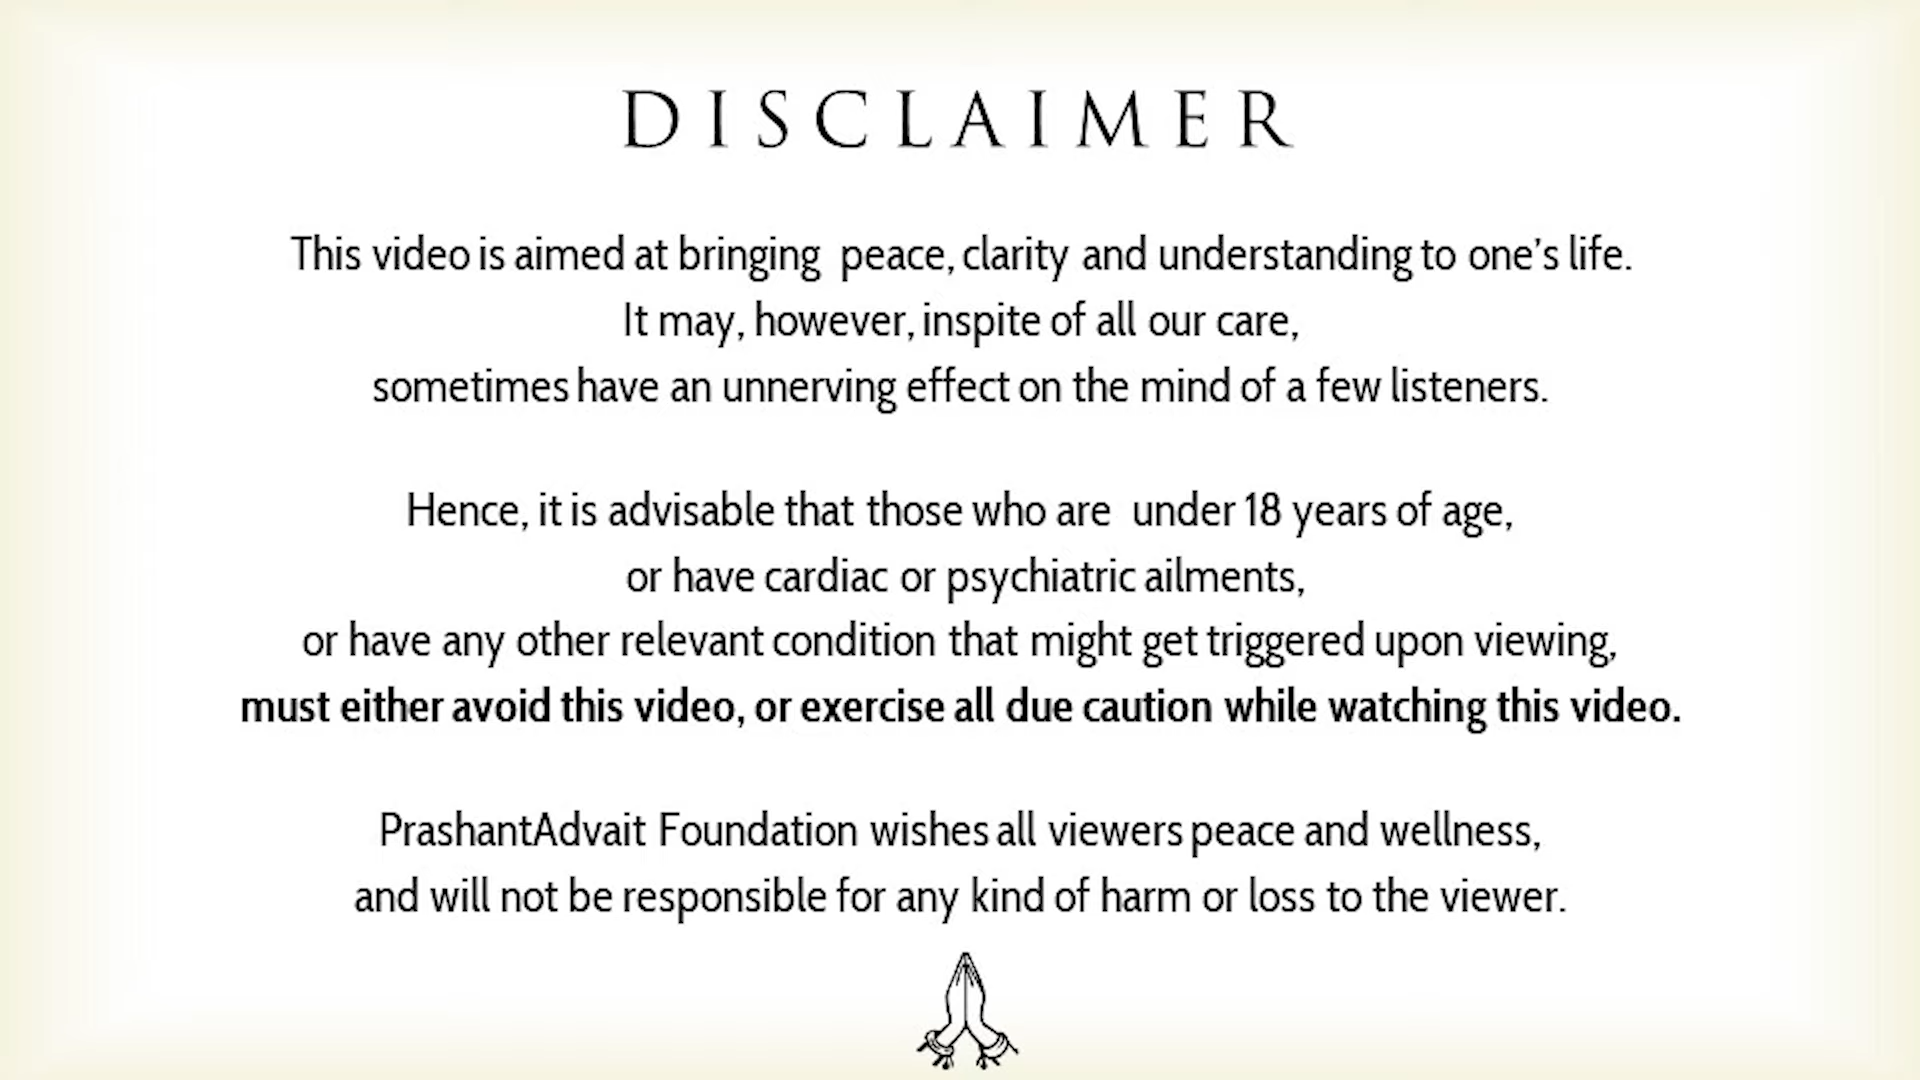 DISCLAIMER
This video is aimed at bringing peace, clarity and understanding to one's life.
It may, however, inspite of all our care,
sometimes have an unnerving effect on the mind of a few listeners.
Hence, it is advisable that those who are under 18 years of age,
or have cardiac or psychiatric ailments,
or have any other relevant condition that might get triggered upon viewing,
must either avoid this video, or exercise all due caution while watching this video.
PrashantAdvait Foundation wishes all viewers peace and wellness,
and will not be responsible for any kind of harm or loss to the viewer.